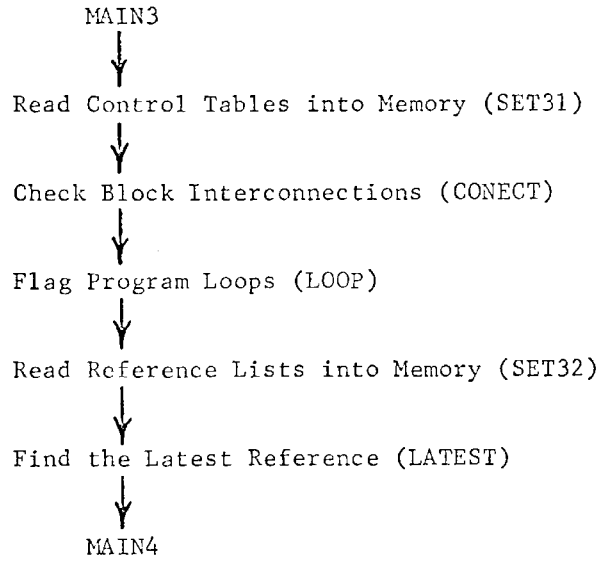 MAIN3
Read Control Tables into Memory (SET31)
Check Block Interconnections (CONECT)
Flag Program Loops (LOOP)
Read Reference Lists into Memory (SET32)
Find the Latest Reference (LATEST)
MAIN4